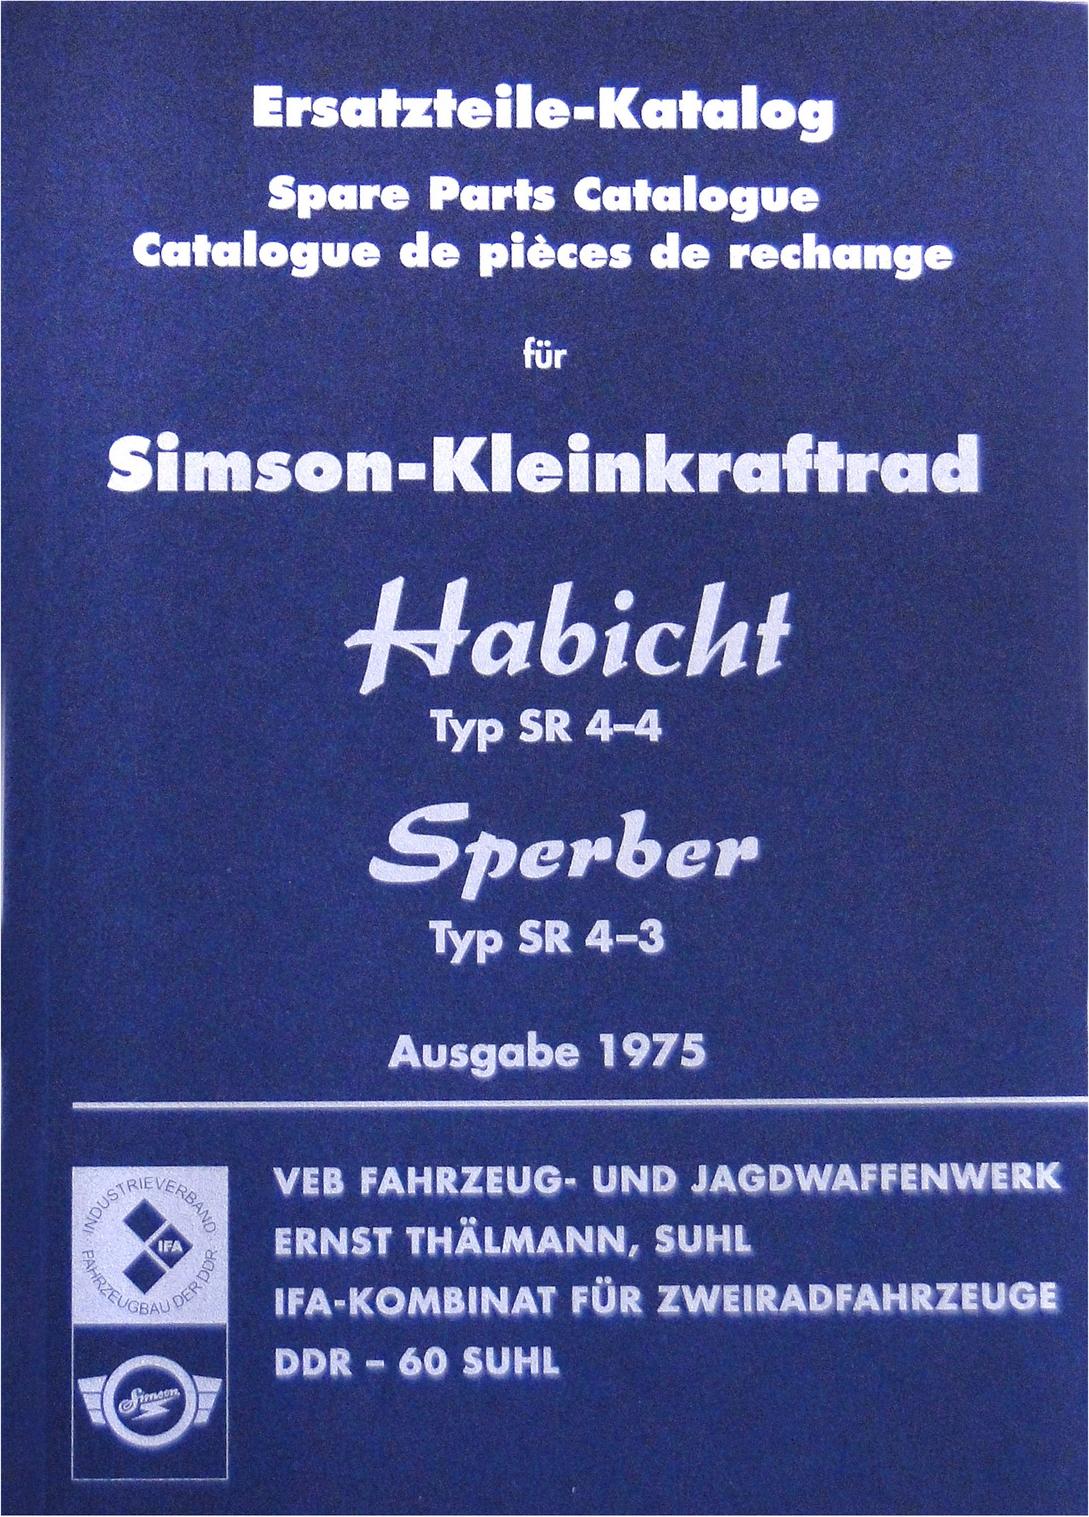 Ersatzteile-Katalog
Spare Parts Catalogue
Catalogue de pièces de rechange
für
Simson-Kleinkraftrad
Habicht
Typ SR 4–4
Sperber
Typ SR 4–3
Ausgabe 1975
INDUSTRIEVERBAND
IFA
FAHRZEUGBAU DER DDR
Simson
VEB FAHRZEUG- UND JAGDWAFFENWERK
ERNST THÄLMANN, SUHL
IFA-KOMBINAT FÜR ZWEIRADFAHRZEUGE
DDR – 60 SUHL